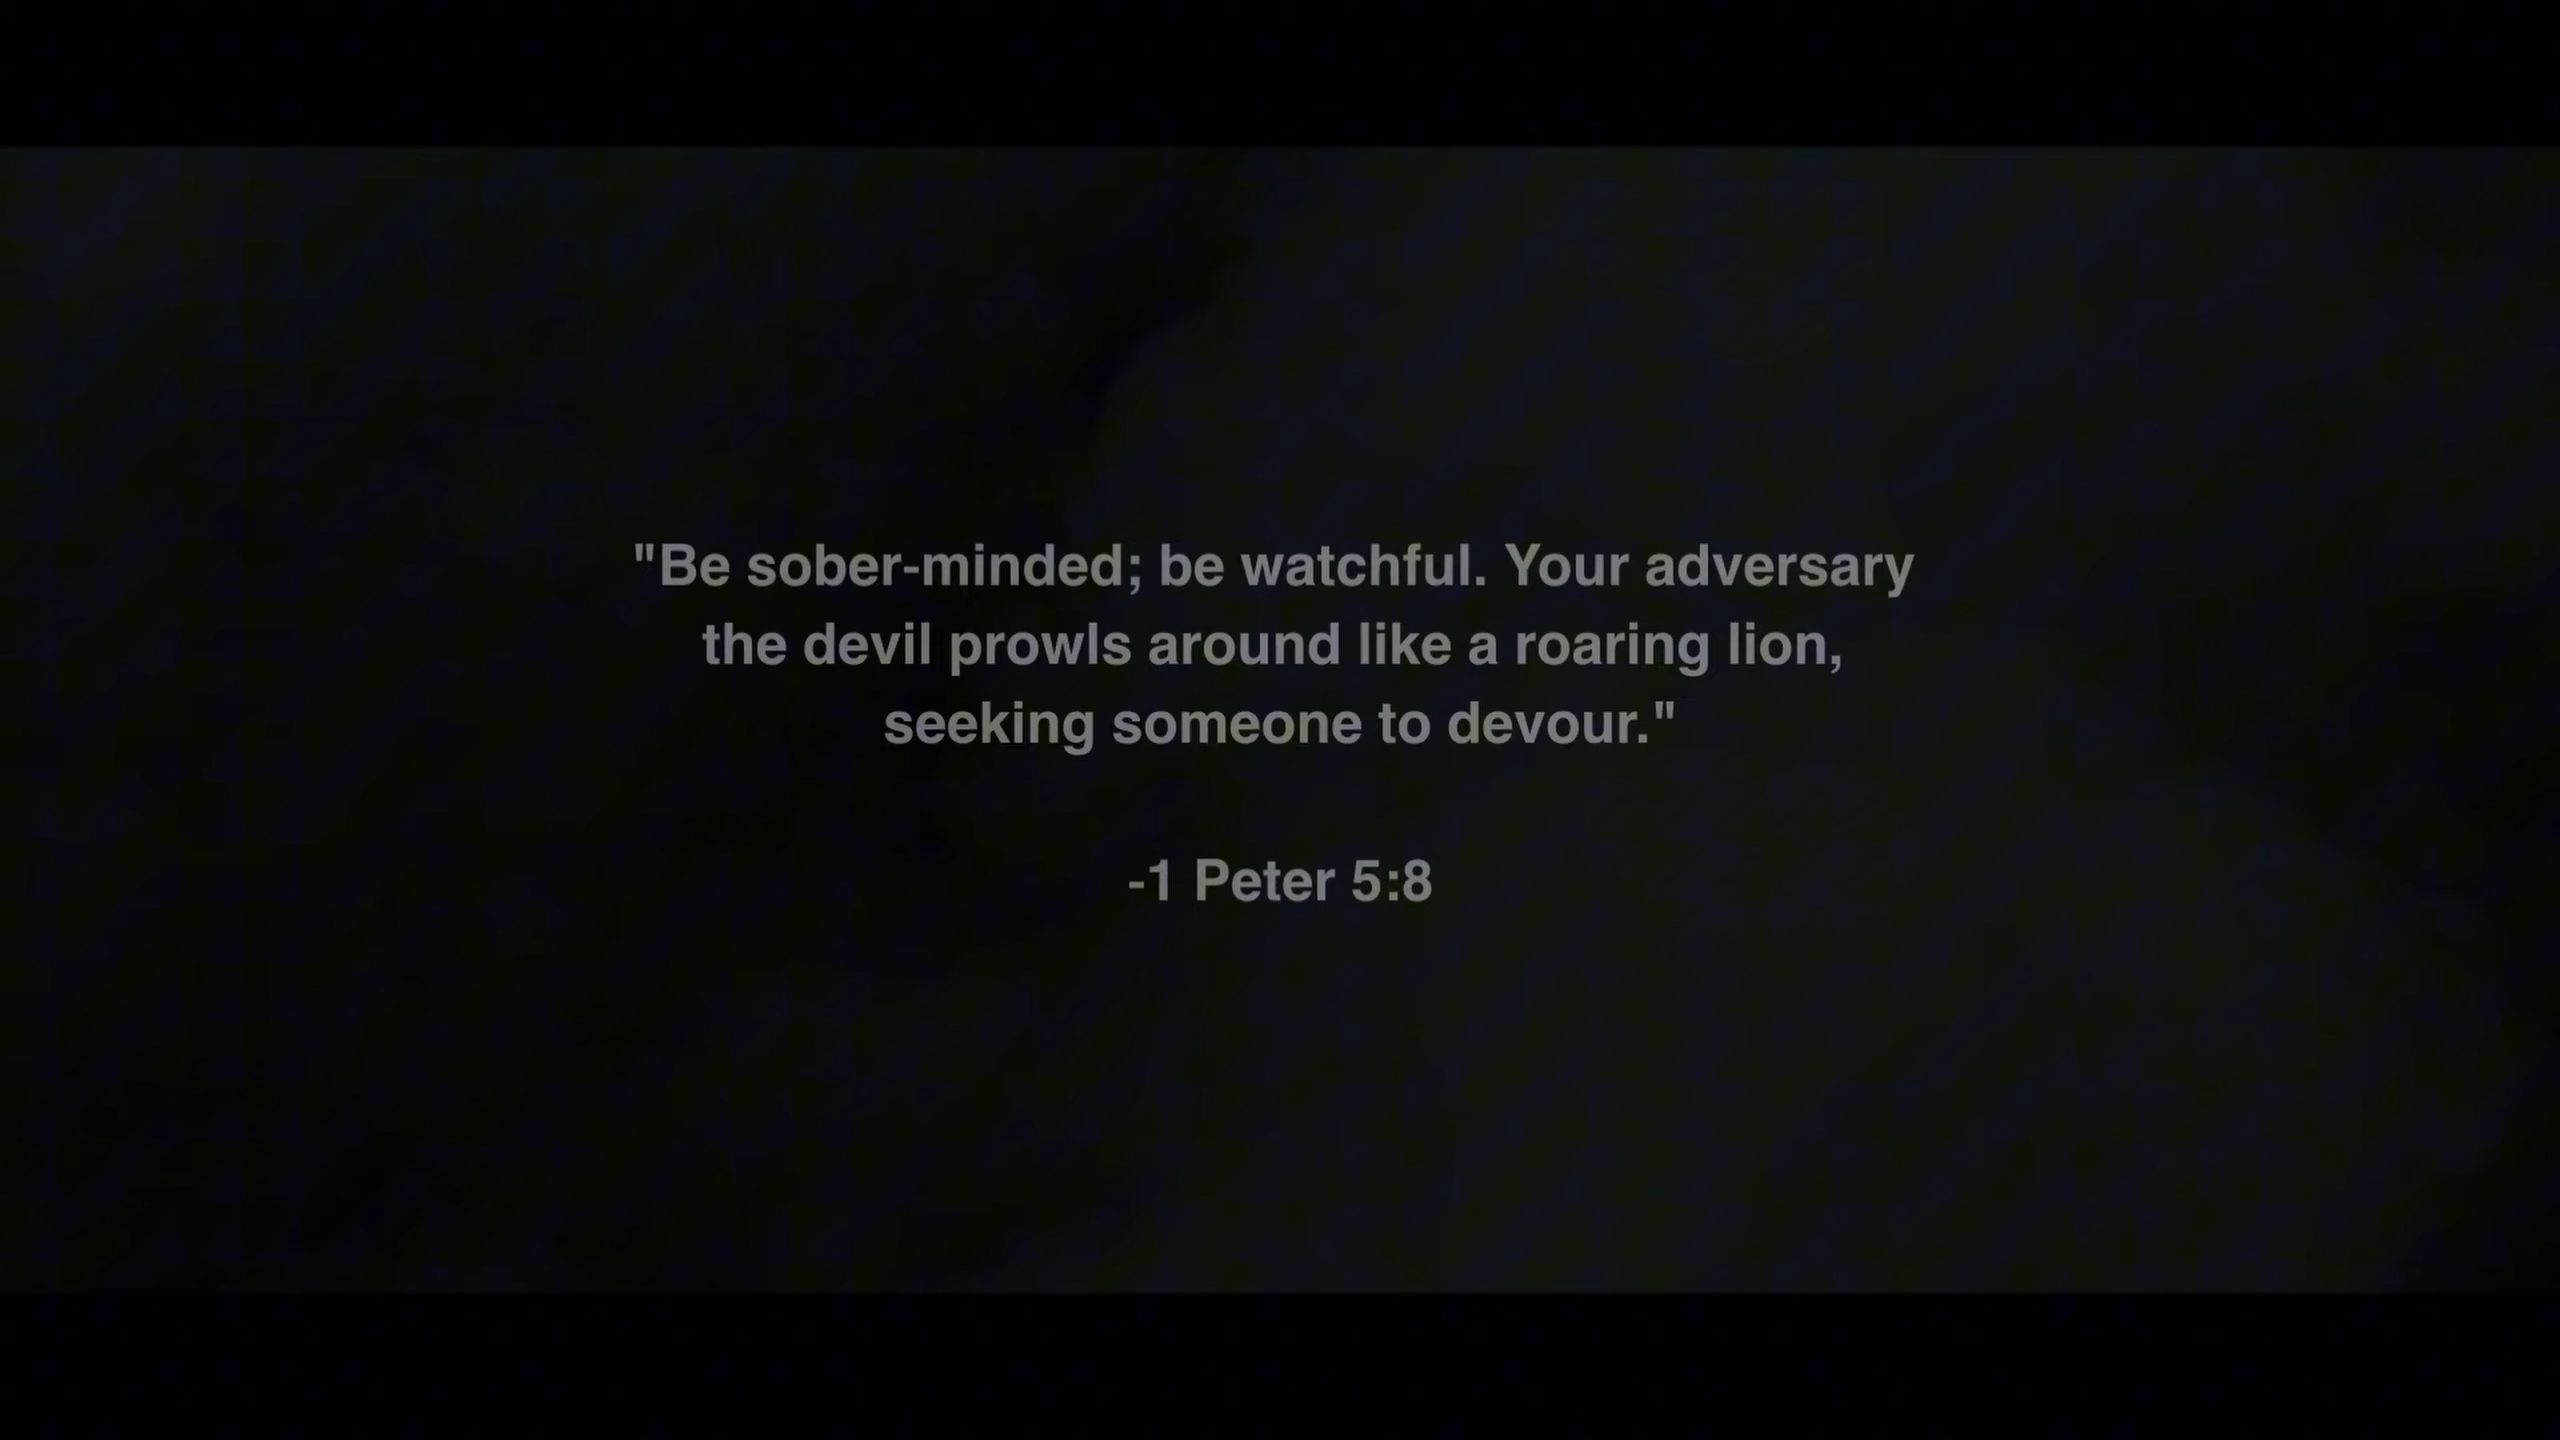 "Be sober-minded; be watchful. Your adversary
the devil prowls around like a roaring lion,
seeking someone to devour."
-1 Peter 5:8